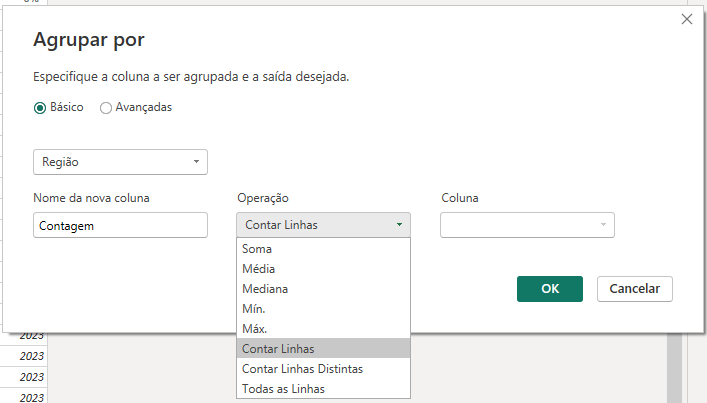 Agrupar por
Especifique a coluna a ser agrupada e a saída desejada.
Básico Avançadas
Região
Nome da nova coluna Operação Coluna
Contagem Contar Linhas
Soma
Média
Mediana
Mín.
Máx.
Contar Linhas
Contar Linhas Distintas
Todas as Linhas
OK Cancelar
2023
2023
2023
2023